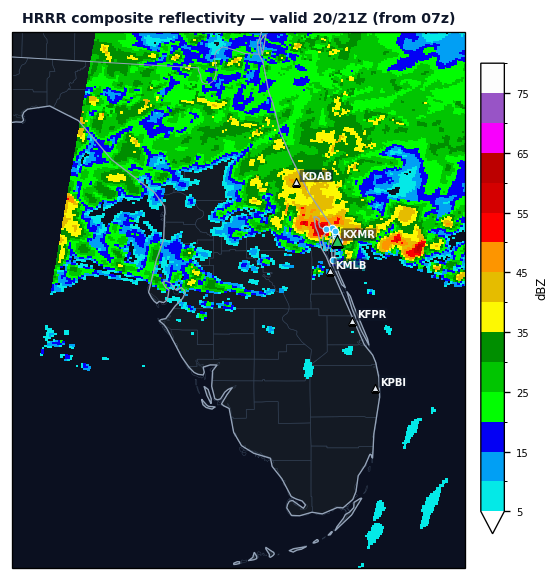 HRRR composite reflectivity — valid 20/21Z (from 07z)
KDAB
KXMR
KMLB
KFPR
KPBI
75
65
55
45
35
25
15
5
dBZ